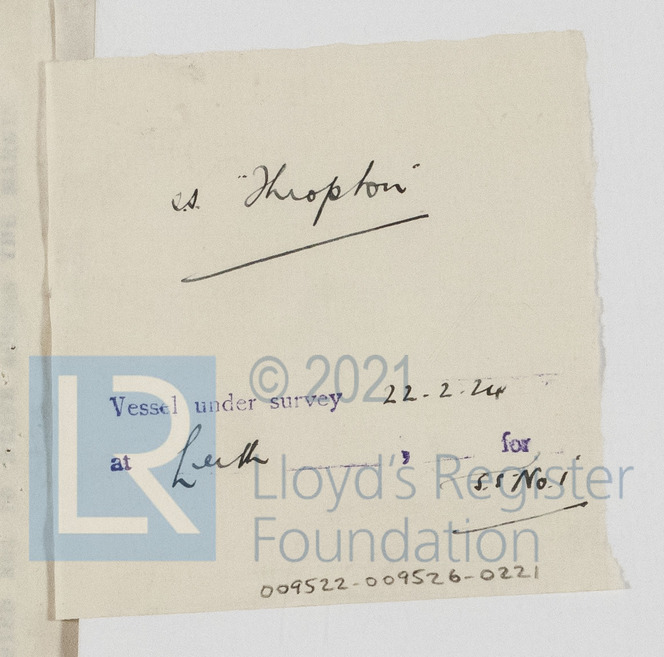 s.s. "Thropton"
© 2021
Vessel under survey 22-2-24
at Leith , for
s.s No. 1
LR
Lloyd's Register
Foundation
009522-009526-0221